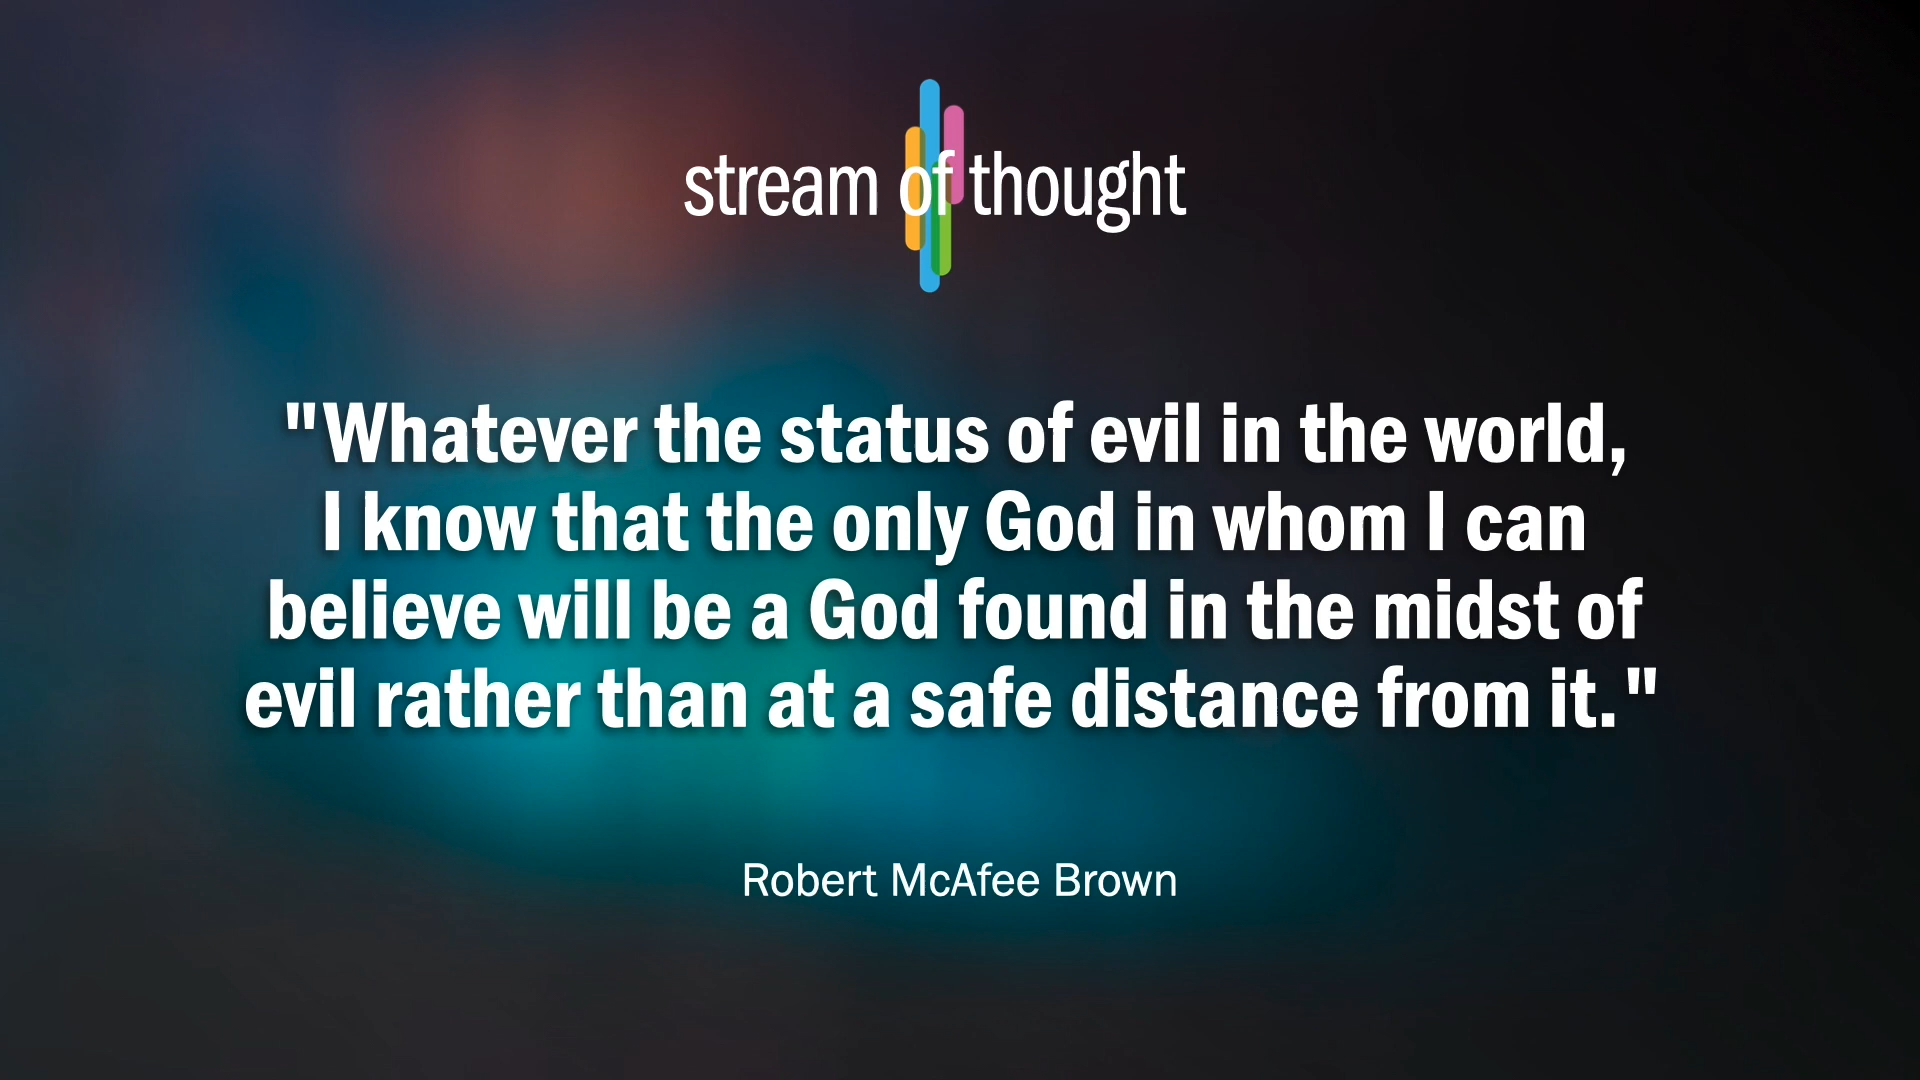 stream of thought
"Whatever the status of evil in the world,
I know that the only God in whom I can
believe will be a God found in the midst of
evil rather than at a safe distance from it."
Robert McAfee Brown